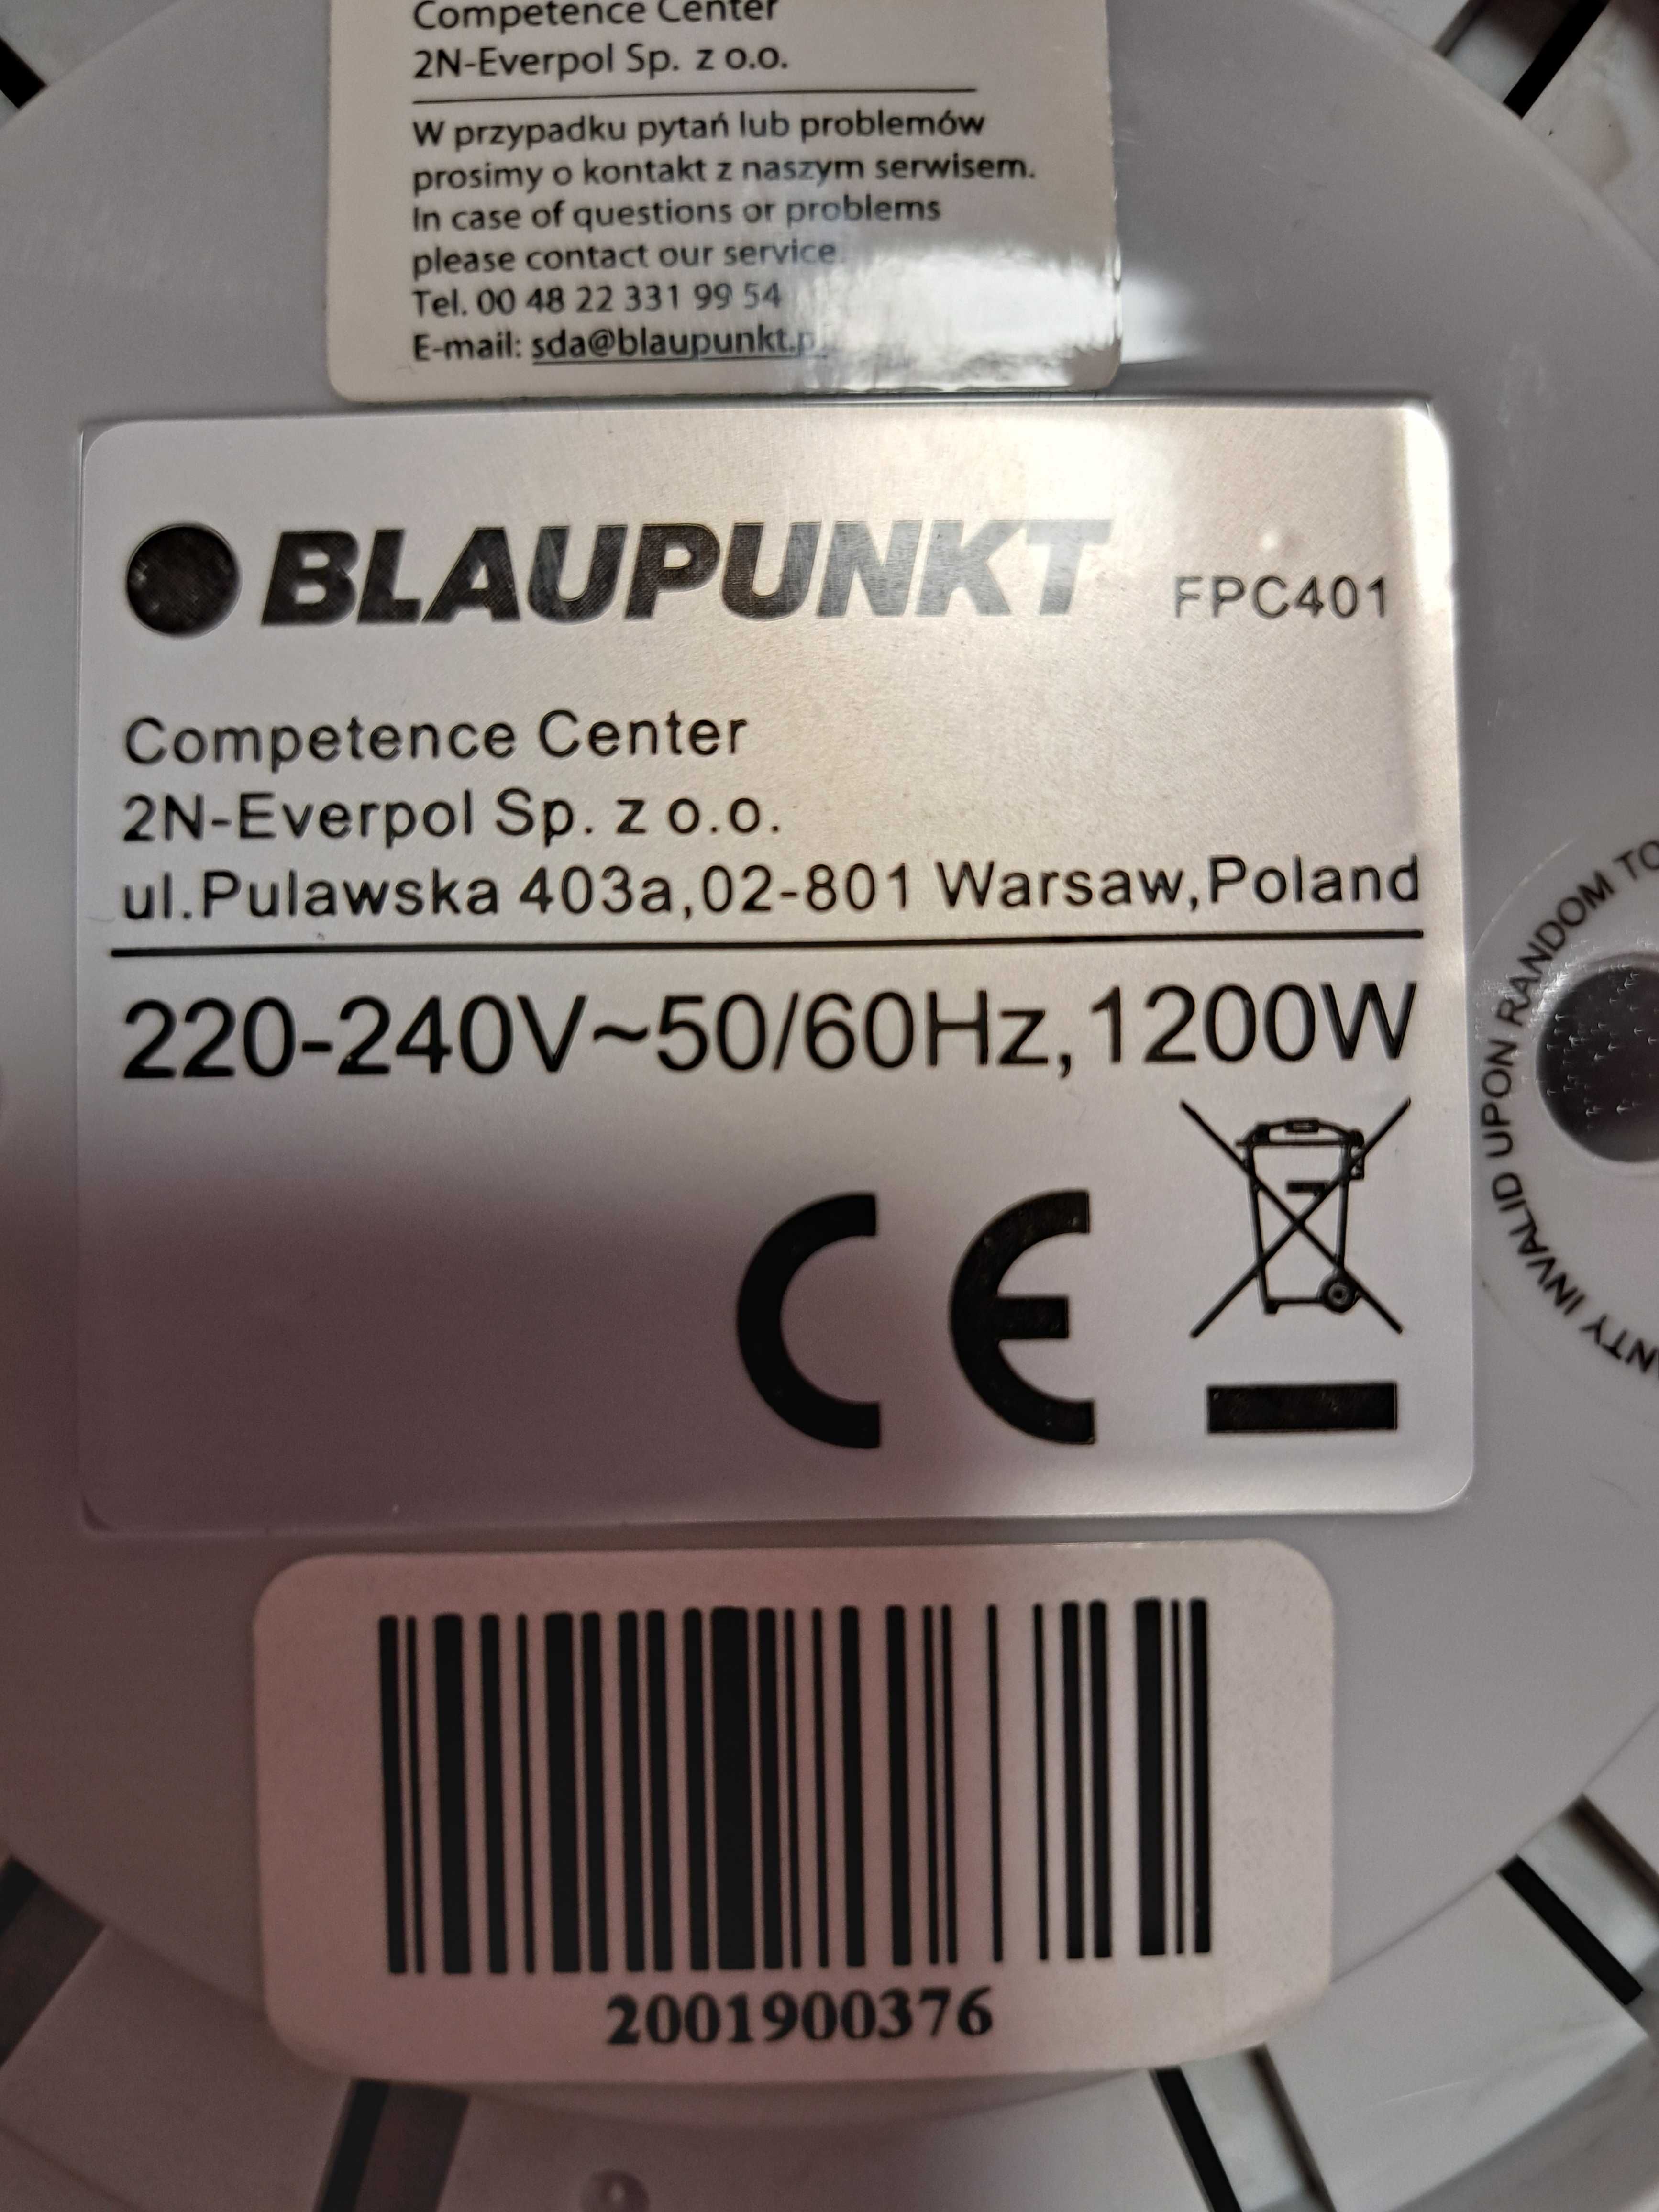 Competence Center
2N-Everpol Sp. z o.o.
W przypadku pytań lub problemów
prosimy o kontakt z naszym serwisem.
In case of questions or problems
please contact our service.
Tel. 00 48 22 331 99 54
E-mail: sda@blaupunkt.p
BLAUPUNKT FPC401
Competence Center
2N-Everpol Sp. z o.o.
ul.Pulawska 403a,02-801 Warsaw,Poland
220-240V~50/60Hz,1200W
CE
INVALID UPON RANDOM
2001900376